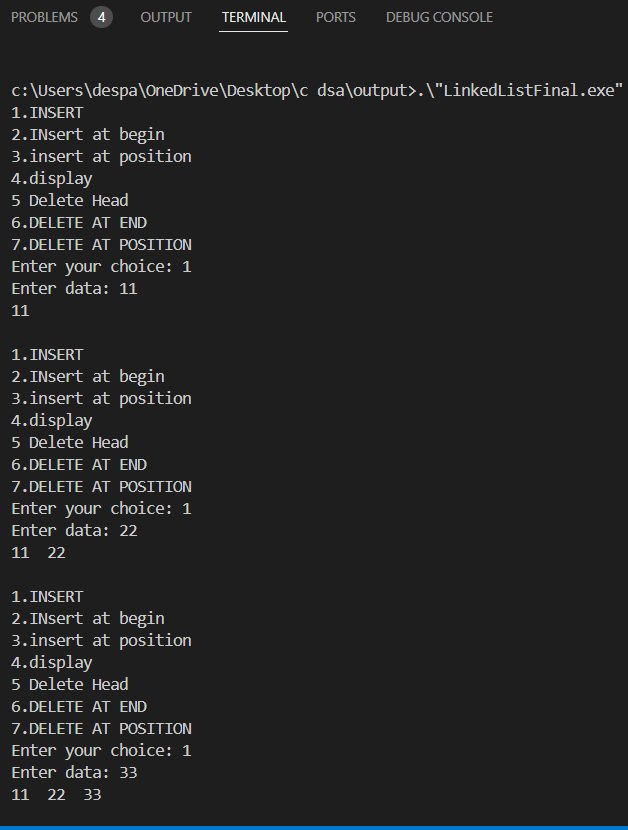 PROBLEMS 4 OUTPUT TERMINAL PORTS DEBUG CONSOLE
c:\Users\despa\OneDrive\Desktop\c dsa\output>.\"LinkedListFinal.exe"
1.INSERT
2.INsert at begin
3.insert at position
4.display
5 Delete Head
6.DELETE AT END
7.DELETE AT POSITION
Enter your choice: 1
Enter data: 11
11
1.INSERT
2.INsert at begin
3.insert at position
4.display
5 Delete Head
6.DELETE AT END
7.DELETE AT POSITION
Enter your choice: 1
Enter data: 22
11  22
1.INSERT
2.INsert at begin
3.insert at position
4.display
5 Delete Head
6.DELETE AT END
7.DELETE AT POSITION
Enter your choice: 1
Enter data: 33
11  22  33